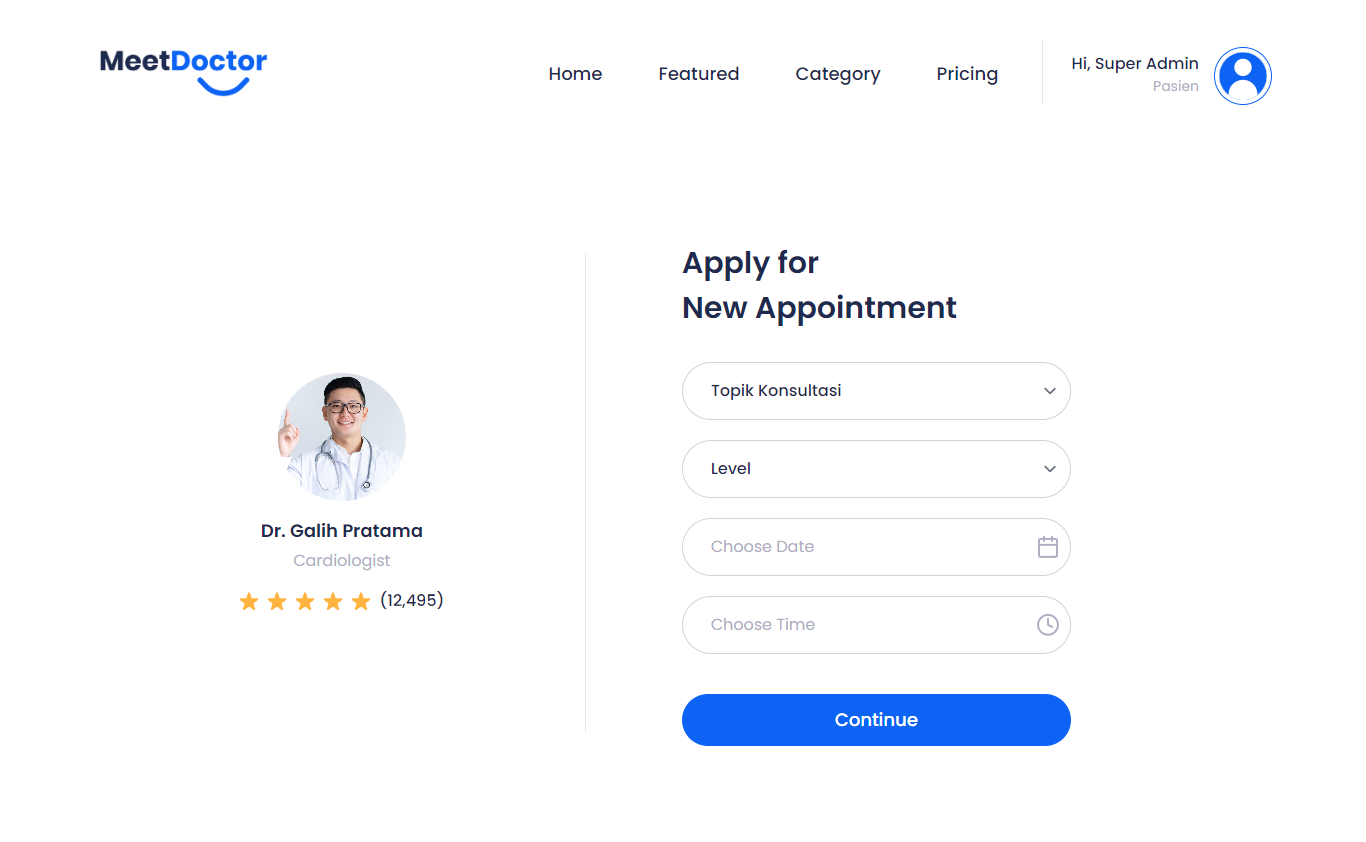 MeetDoctor
Home
Featured
Category
Pricing
Hi, Super Admin
Pasien
Dr. Galih Pratama
Cardiologist
(12,495)
Apply for
New Appointment
Topik Konsultasi
Level
Choose Date
Choose Time
Continue